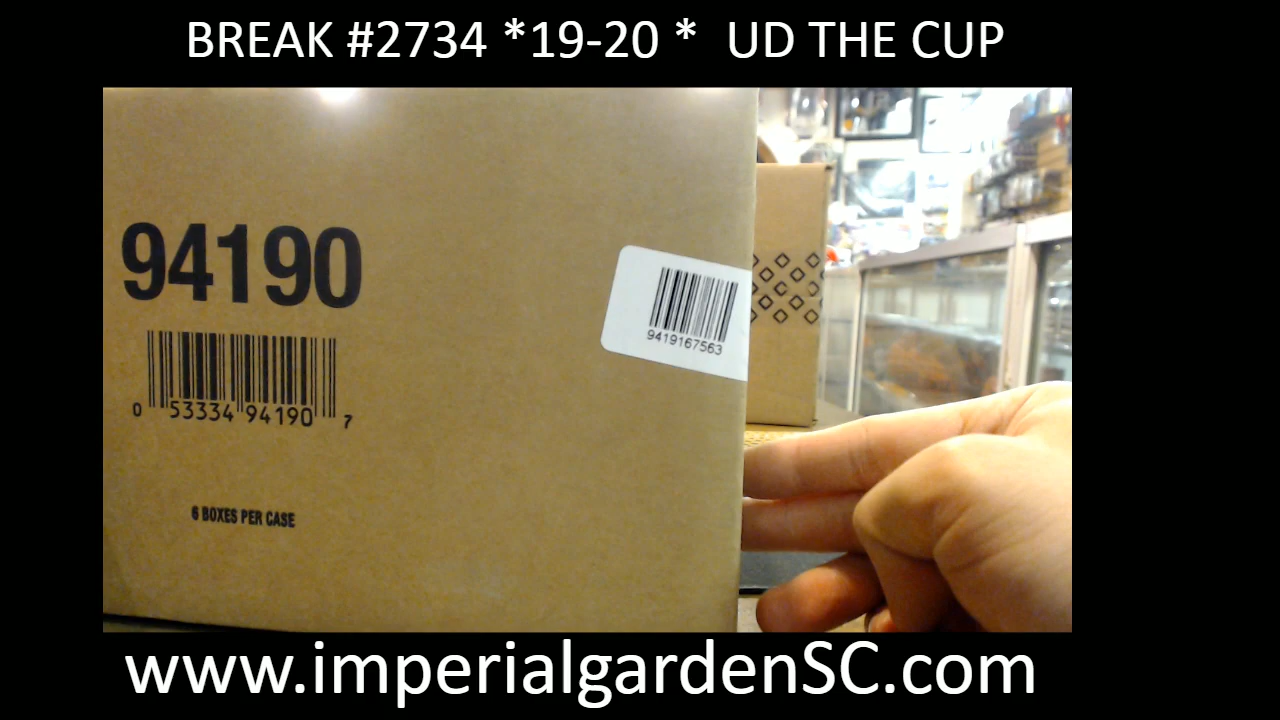 BREAK #2734 *19-20 * UD THE CUP
94190
9419167563
0 53334 94190 7
6 BOXES PER CASE
www.imperialgardenSC.com